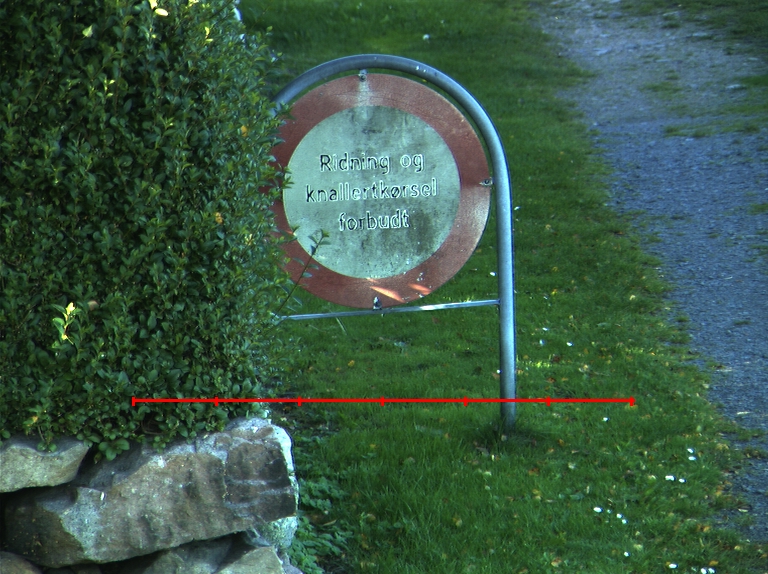 Ridning og
knallertkørsel
forbudt